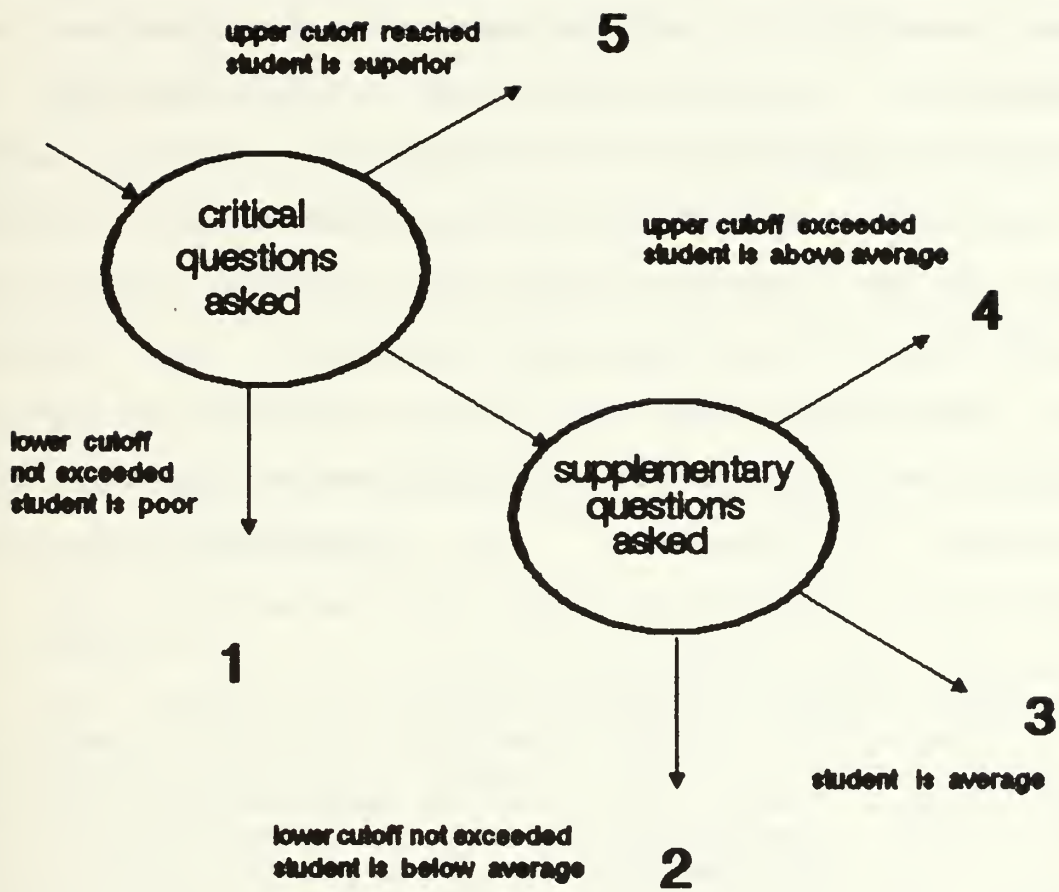 upper cutoff reached
student is superior
5
critical
questions
asked
upper cutoff exceeded
student is above average
4
lower cutoff
not exceeded
student is poor
supplementary
questions
asked
1
3
student is average
lower cutoff not exceeded
student is below average
2